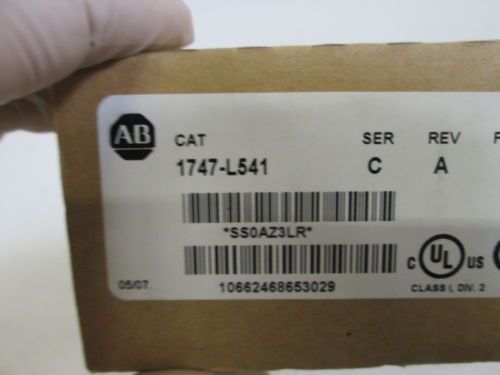 AB
CAT SER REV F
1747-L541 C A
*SS0AZ3LR*
C UL US
CLASS I, DIV. 2
05/07
10662468653029